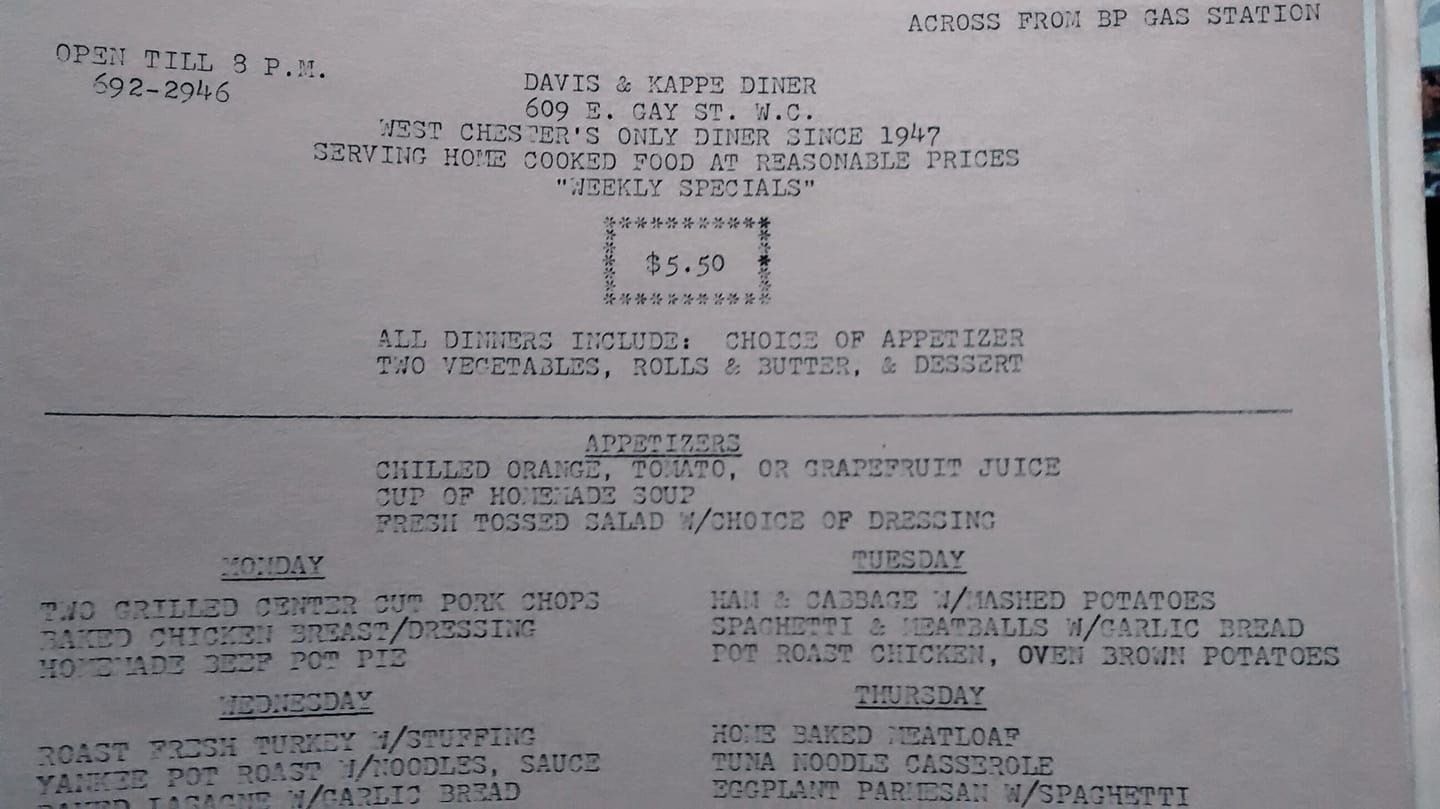 ACROSS FROM BP GAS STATION
OPEN TILL 8 P.M.
692-2946
DAVIS & KAPPE DINER
609 E. GAY ST. W.C.
WEST CHESTER'S ONLY DINER SINCE 1947
SERVING HOME COOKED FOOD AT REASONABLE PRICES
"WEEKLY SPECIALS"
***********
$5.50
***********
ALL DINNERS INCLUDE: CHOICE OF APPETIZER
TWO VEGETABLES, ROLLS & BUTTER, & DESSERT
APPETIZERS
CHILLED ORANGE, TOMATO, OR GRAPEFRUIT JUICE
CUP OF HOMEMADE SOUP
FRESH TOSSED SALAD W/CHOICE OF DRESSING
MONDAY
TWO GRILLED CENTER CUT PORK CHOPS
BAKED CHICKEN BREAST/DRESSING
HOMEMADE BEEF POT PIE
TUESDAY
HAM & CABBAGE W/MASHED POTATOES
SPAGHETTI & MEATBALLS W/GARLIC BREAD
POT ROAST CHICKEN, OVEN BROWN POTATOES
WEDNESDAY
ROAST FRESH TURKEY W/STUFFING
YANKEE POT ROAST W/NOODLES, SAUCE
BAKED LASAGNE W/GARLIC BREAD
THURSDAY
HOME BAKED MEATLOAF
TUNA NOODLE CASSEROLE
EGGPLANT PARMESAN W/SPAGHETTI